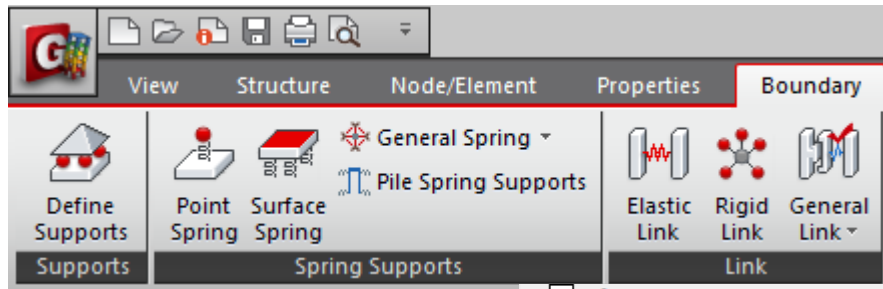 View Structure Node/Element Properties Boundary
General Spring
Pile Spring Supports
Define Supports
Point Spring
Surface Spring
Elastic Link
Rigid Link
General Link
Supports Spring Supports Link